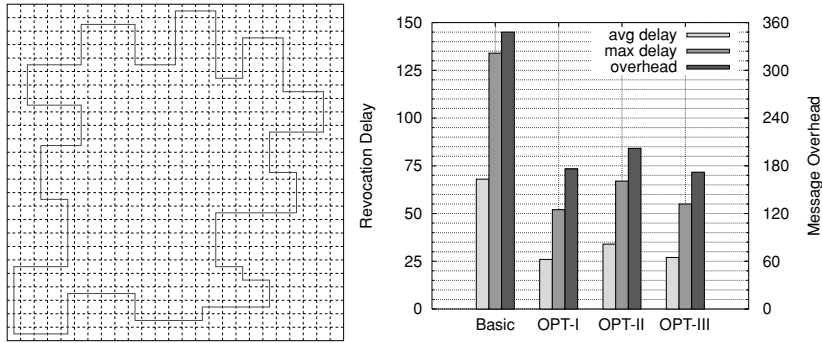 150
125
100
75
50
25
0
Revocation Delay
avg delay
max delay
overhead
360
300
240
180
120
60
0
Message Overhead
Basic OPT-I OPT-II OPT-III